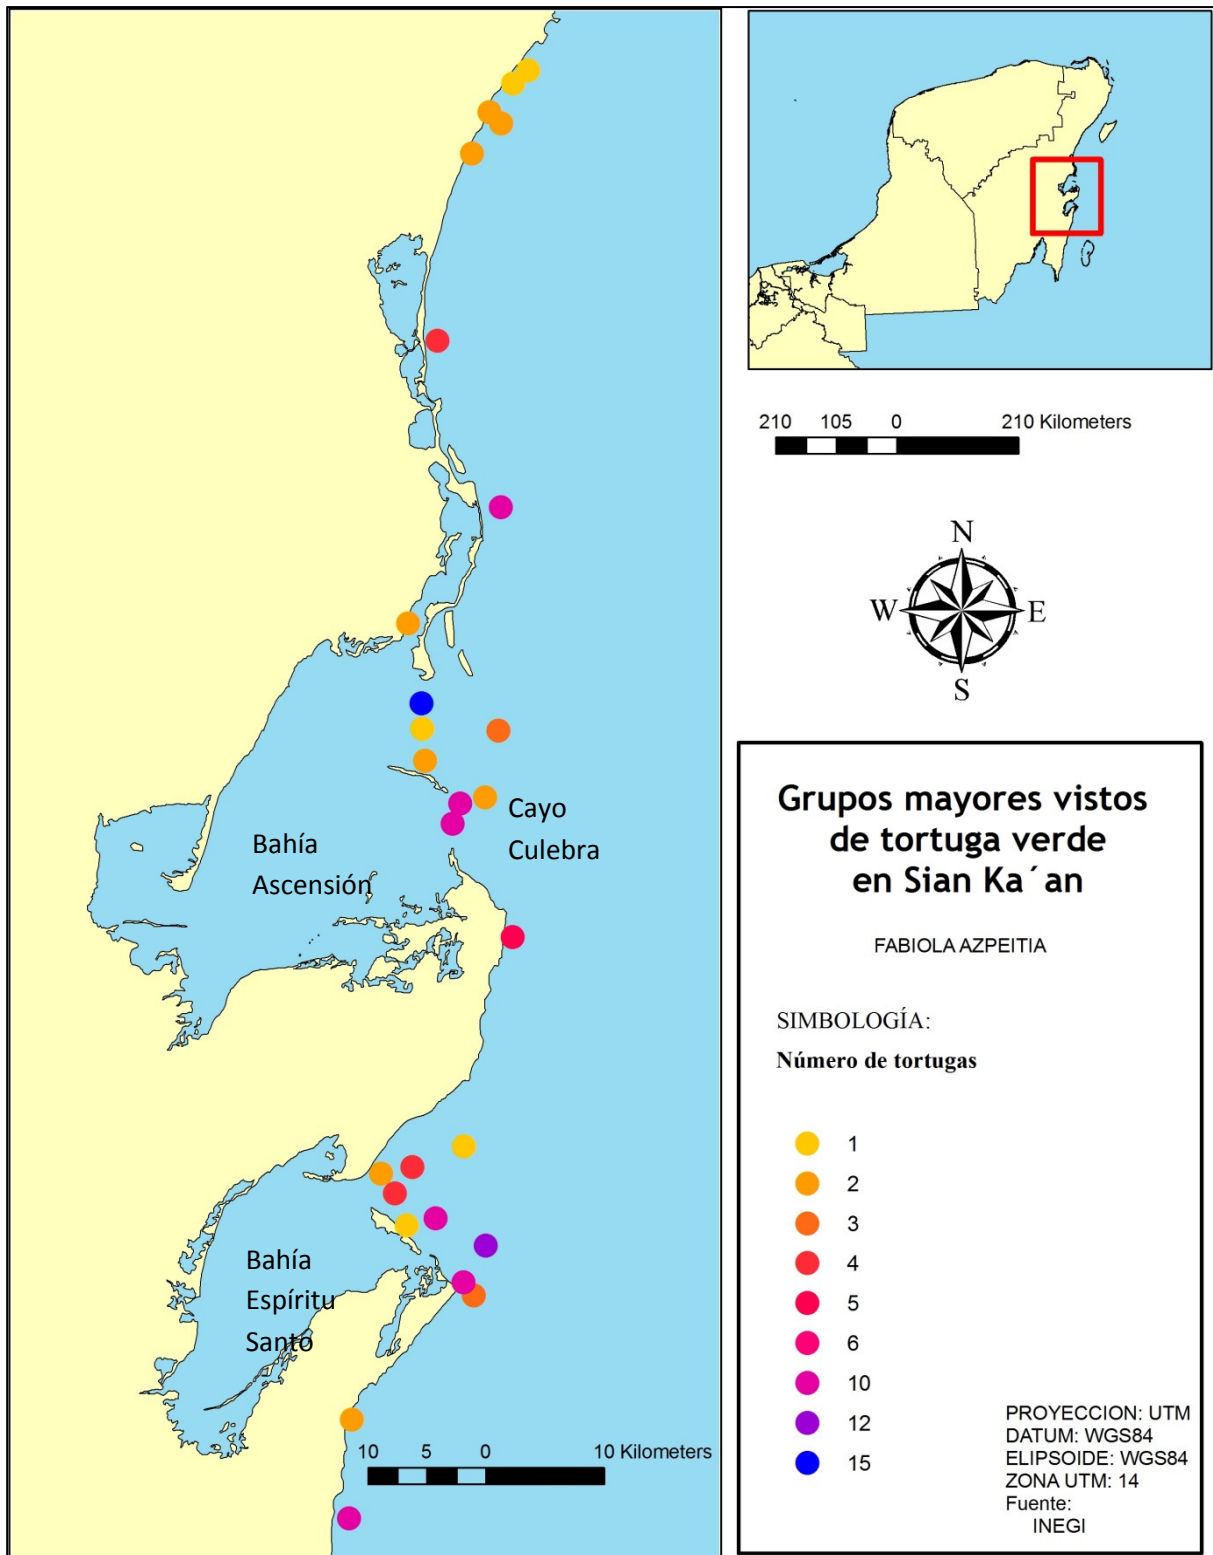 Bahía
Ascensión
Cayo
Culebra
Bahía
Espíritu
Santo
10 5 0 10 Kilometers
210 105 0 210 Kilometers
N
W E
S
Grupos mayores vistos
de tortuga verde
en Sian Ka´an
FABIOLA AZPEITIA
SIMBOLOGÍA:
Número de tortugas
1
2
3
4
5
6
10
12
15
PROYECCION: UTM
DATUM: WGS84
ELIPSOIDE: WGS84
ZONA UTM: 14
Fuente:
INEGI